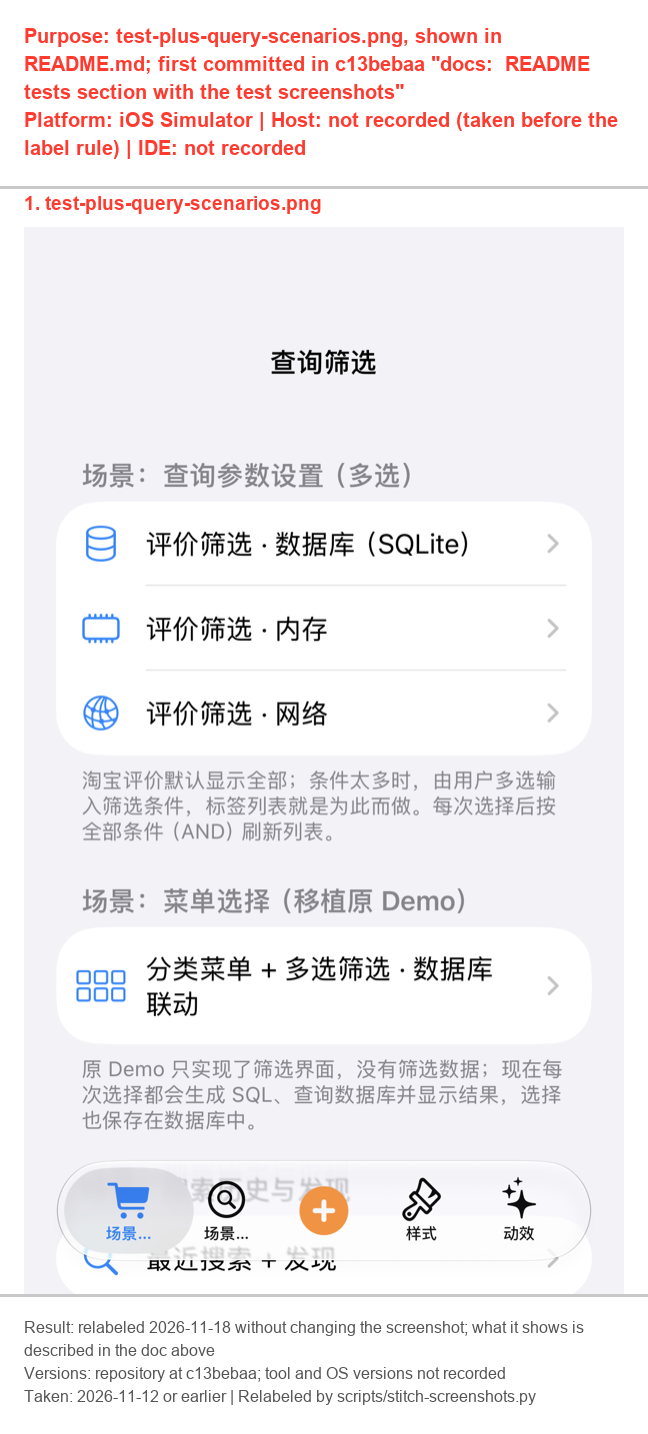 Purpose: test-plus-query-scenarios.png, shown in
README.md; first committed in c13bebaa "docs:  README
tests section with the test screenshots"
Platform: iOS Simulator | Host: not recorded (taken before the
label rule) | IDE: not recorded
1. test-plus-query-scenarios.png
查询筛选
场景：查询参数设置（多选）
评价筛选 · 数据库（SQLite）
评价筛选 · 内存
评价筛选 · 网络
淘宝评价默认显示全部；条件太多时，由用户多选输
入筛选条件，标签列表就是为此而做。每次选择后按
全部条件（AND）刷新列表。
场景：菜单选择（移植原 Demo）
分类菜单 + 多选筛选 · 数据库
联动
原 Demo 只实现了筛选界面，没有筛选数据；现在每
次选择都会生成 SQL、查询数据库并显示结果，选择
也保存在数据库中。
索历史与发现
场景...
场景...
样式
动效
最近搜索 + 发现
Result: relabeled 2026-11-18 without changing the screenshot; what it shows is
described in the doc above
Versions: repository at c13bebaa; tool and OS versions not recorded
Taken: 2026-11-12 or earlier | Relabeled by scripts/stitch-screenshots.py